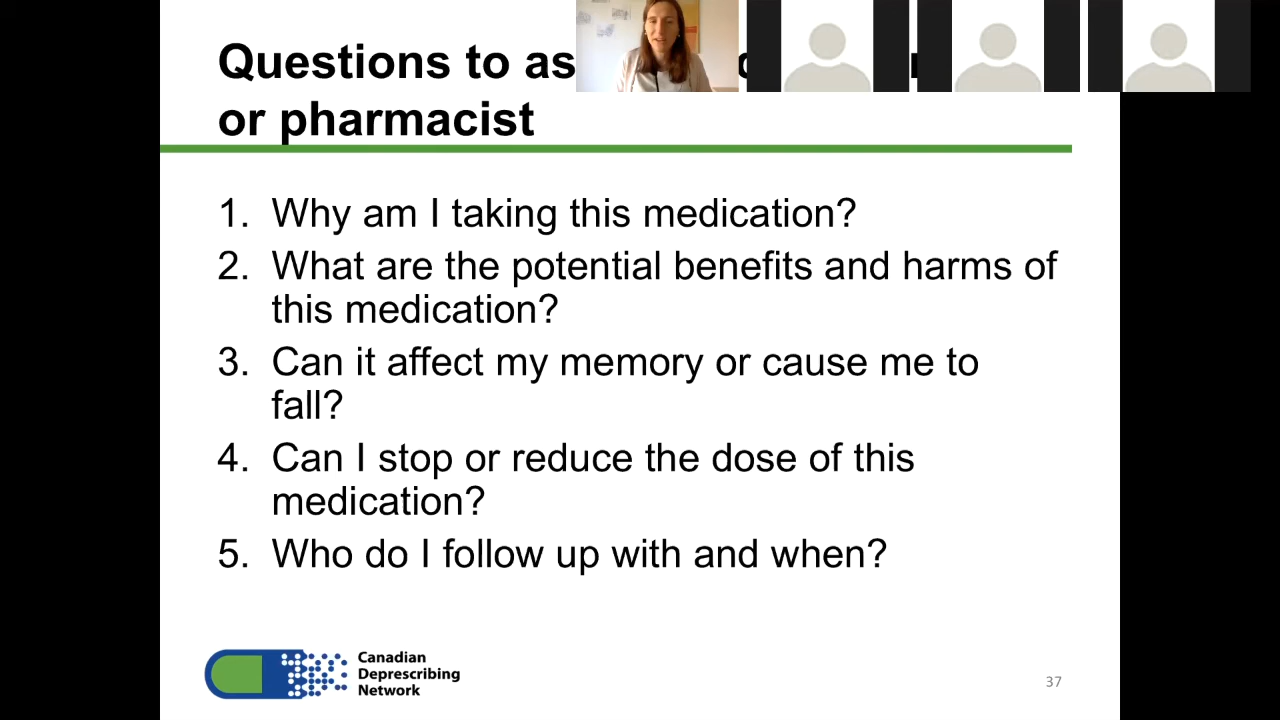 Questions to as
or pharmacist
1. Why am I taking this medication?
2. What are the potential benefits and harms of
this medication?
3. Can it affect my memory or cause me to
fall?
4. Can I stop or reduce the dose of this
medication?
5. Who do I follow up with and when?
Canadian
Deprescribing
Network
37